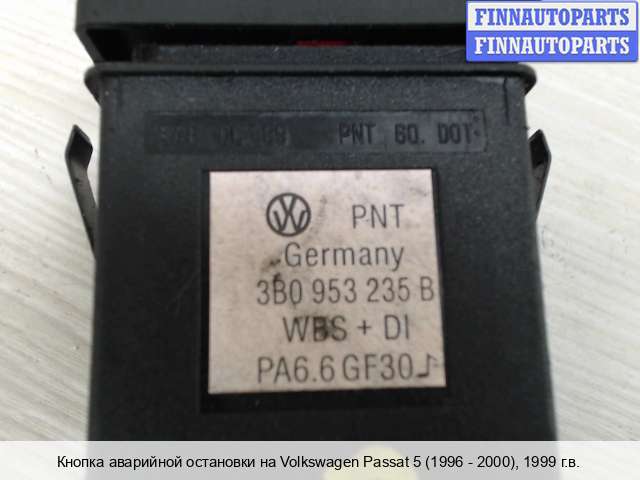 FINNAUTOPARTS
FINNAUTOPARTS
PNT 60. DOT
PNT
Germany
3B0 953 235 B
WBS + DI
PA6.6 GF30
Кнопка аварийной остановки на Volkswagen Passat 5 (1996 - 2000), 1999 г.в.